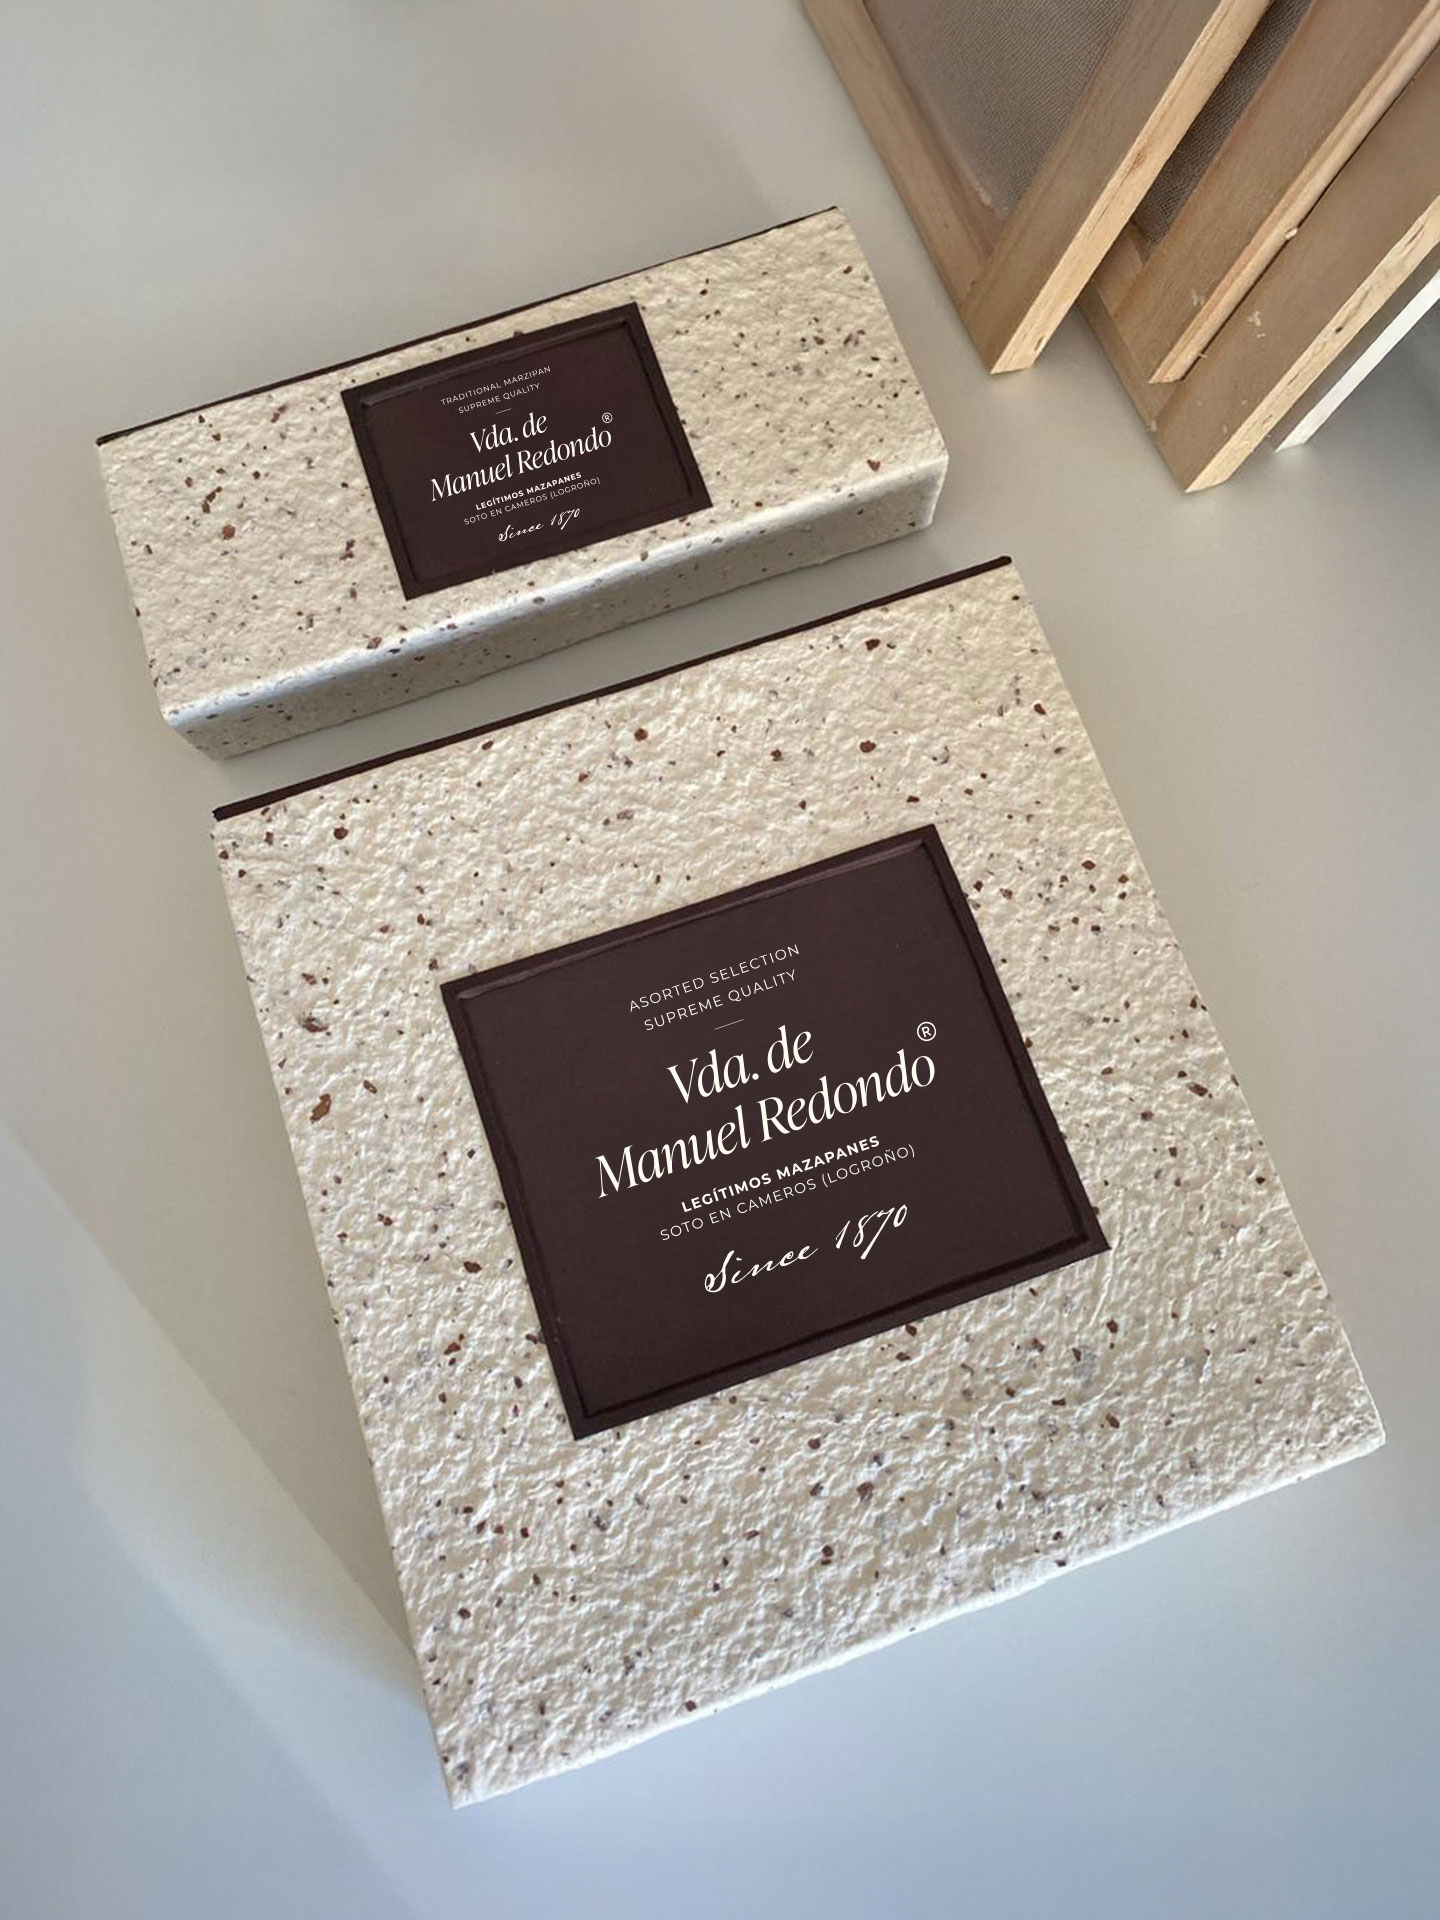 TRADITIONAL MARZIPAN
SUPREME QUALITY
Vda. de
Manuel Redondo®
LEGÍTIMOS MAZAPANES
SOTO EN CAMEROS (LOGROÑO)
Since 1870
ASORTED SELECTION
SUPREME QUALITY
Vda. de
Manuel Redondo®
LEGÍTIMOS MAZAPANES
SOTO EN CAMEROS (LOGROÑO)
Since 1870